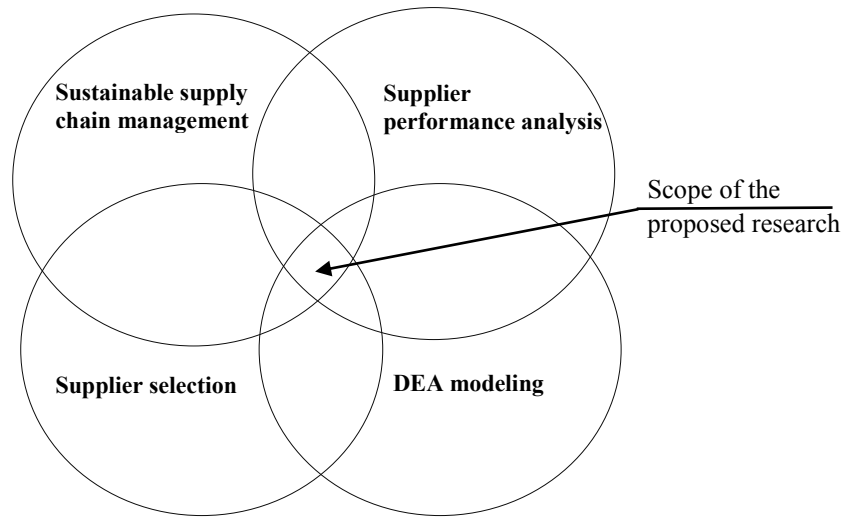 Sustainable supply
chain management
Supplier
performance analysis
Scope of the
proposed research
Supplier selection
DEA modeling